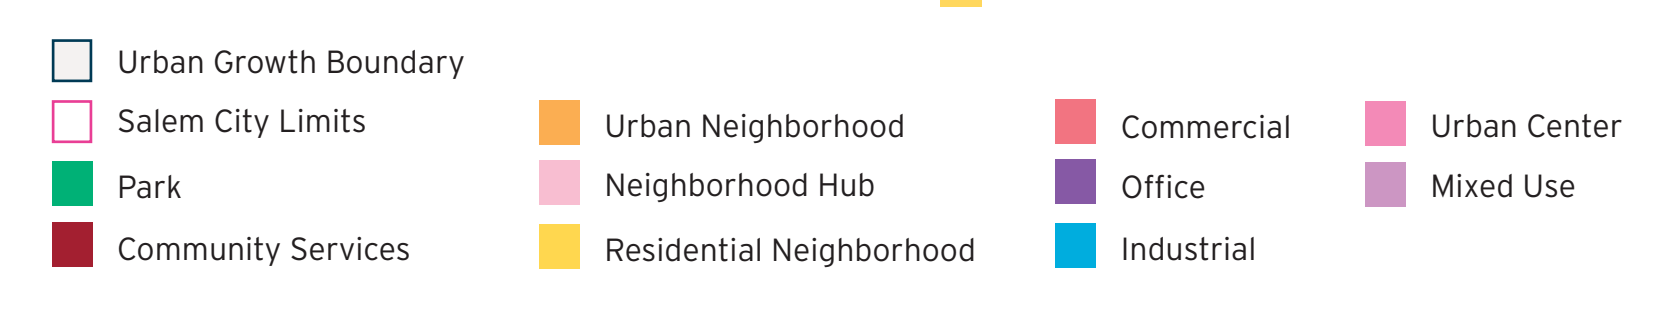 Urban Growth Boundary
Salem City Limits
Park
Community Services
Urban Neighborhood
Neighborhood Hub
Residential Neighborhood
Commercial
Office
Industrial
Urban Center
Mixed Use